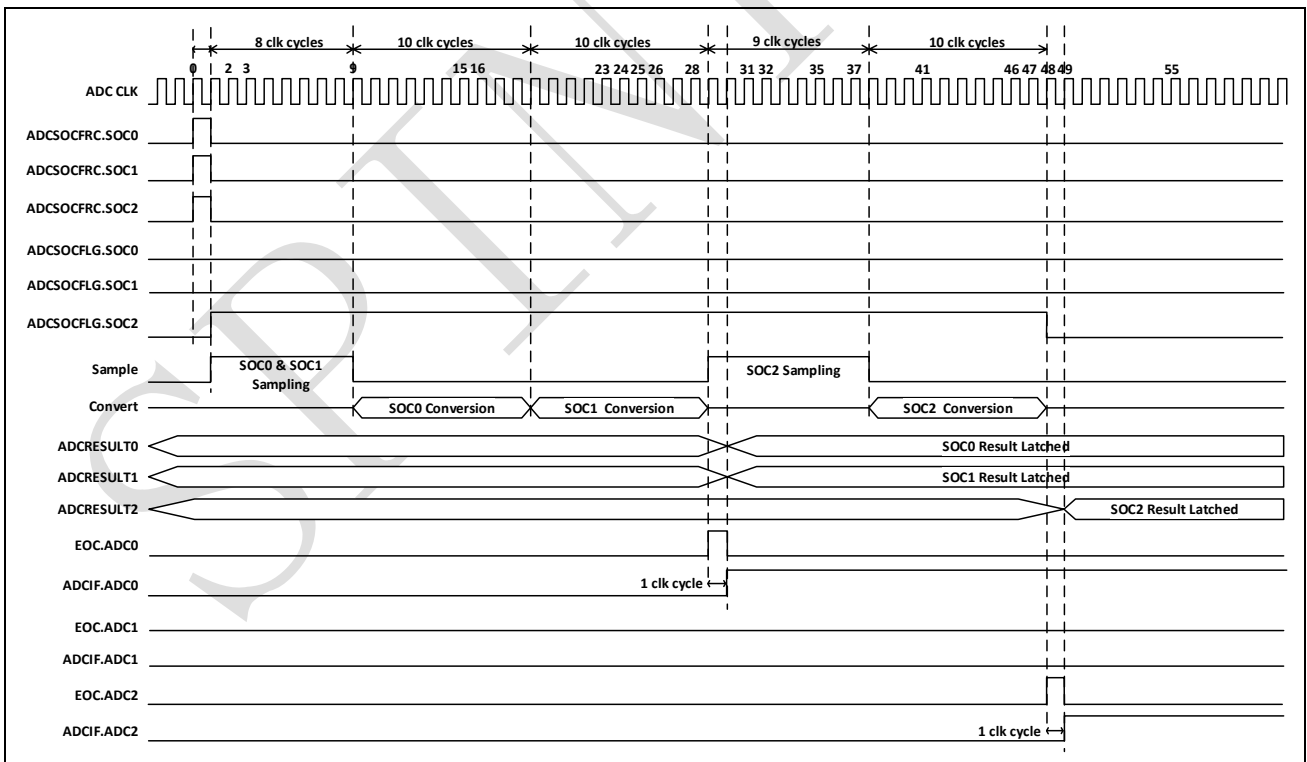 8 clk cycles 10 clk cycles 10 clk cycles 9 clk cycles 10 clk cycles
0 2 3 9 15 16 23 24 25 26 28 31 32 35 37 41 46 47 48 49 55
ADC CLK
ADCSOCFRC.SOC0
ADCSOCFRC.SOC1
ADCSOCFRC.SOC2
ADCSOCFLG.SOC0
ADCSOCFLG.SOC1
ADCSOCFLG.SOC2
Sample SOC0 & SOC1 SOC2 Sampling
Sampling
Convert SOC0 Conversion SOC1 Conversion SOC2 Conversion
ADCRESULT0 SOC0 Result Latched
ADCRESULT1 SOC1 Result Latched
ADCRESULT2 SOC2 Result Latched
EOC.ADC0
ADCIF.ADC0 1 clk cycle
EOC.ADC1
ADCIF.ADC1
EOC.ADC2
ADCIF.ADC2 1 clk cycle